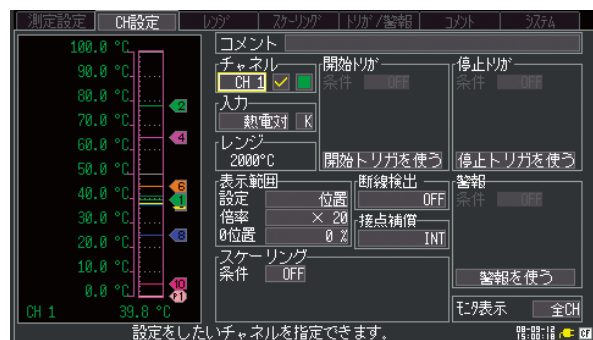 測定設定 CH設定 ﾚﾝｼﾞ ｽｹｰﾘﾝｸﾞ ﾄﾘｶﾞ/警報 ｺﾒﾝﾄ ｼｽﾃﾑ
コメント
チャネル
CH 1
入力
熱電対 K
レンジ
2000°C
開始ﾄﾘｶﾞ
条件 OFF
開始トリガを使う
停止ﾄﾘｶﾞ
条件 OFF
停止トリガを使う
表示範囲
設定 位置
倍率 × 20
0位置 0 %
断線検出
OFF
接点補償
INT
警報
条件 OFF
警報を使う
スケーリング
条件 OFF
ﾓﾆﾀ表示 全CH
100.0 °C
90.0 °C
80.0 °C
70.0 °C
60.0 °C
50.0 °C
40.0 °C
30.0 °C
20.0 °C
10.0 °C
0.0 °C
2
4
6
1
8
10
P1
CH 1 39.8 °C
設定をしたいチャネルを指定できます。
CF